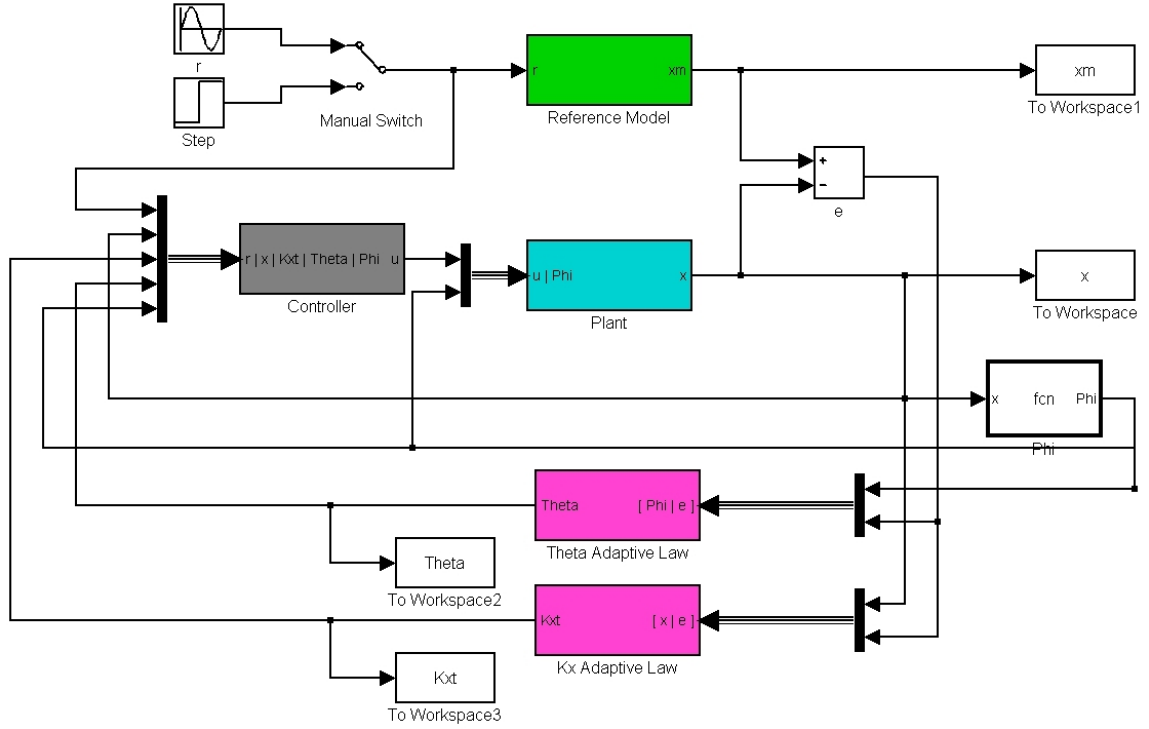 r
Step
Manual Switch
r xm
Reference Model
xm
To Workspace1
+
−
e
r | x | Kxt | Theta | Phi u
Controller
u | Phi x
Plant
x
To Workspace
x fcn Phi
Phi
Theta [ Phi | e ]
Theta Adaptive Law
Theta
To Workspace2
Kxt [ x | e ]
Kx Adaptive Law
Kxt
To Workspace3